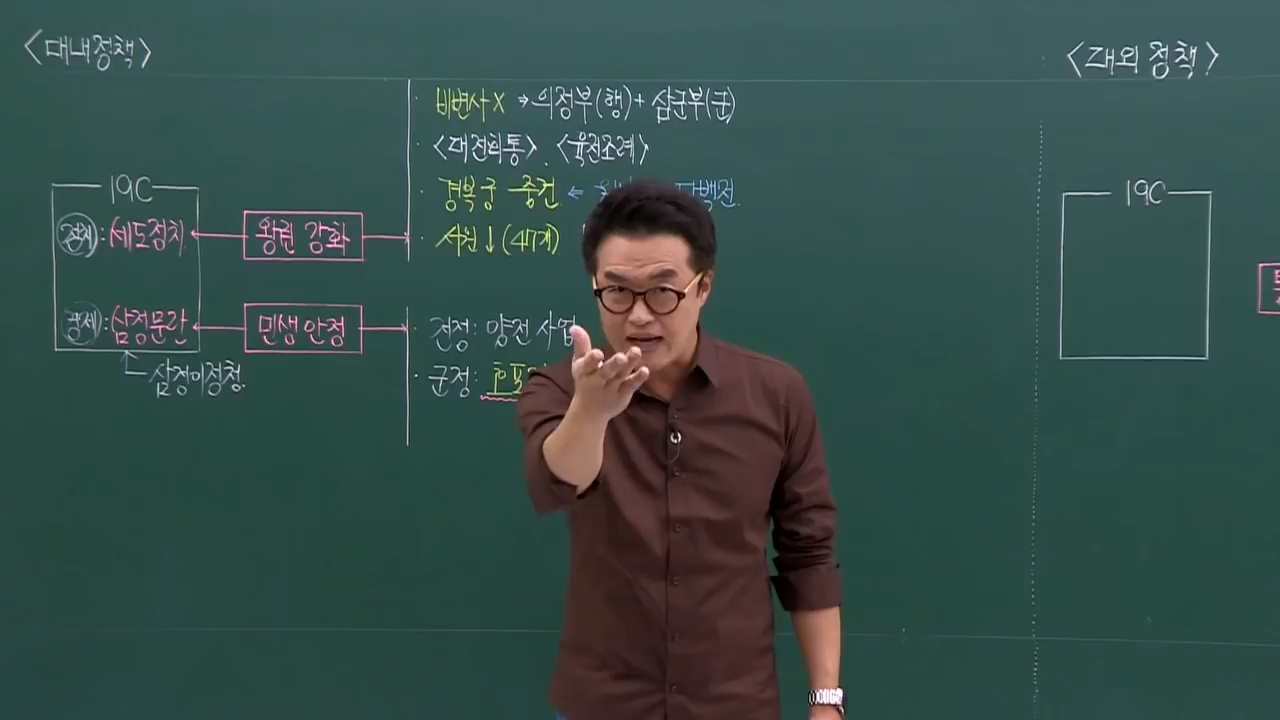 <대내정책>
19C
정치: 세도정치
왕권 강화
경제: 삼정문란
민생 안정
삼정이정청
· 비변사 X → 의정부(행) + 삼군부(군)
· <대전회통>, <육전조례>
· 경복궁 중건 ←
· 서원↓(47개)
· 전정: 양전 사업
· 군정: 호포
<대외 정책>
19C